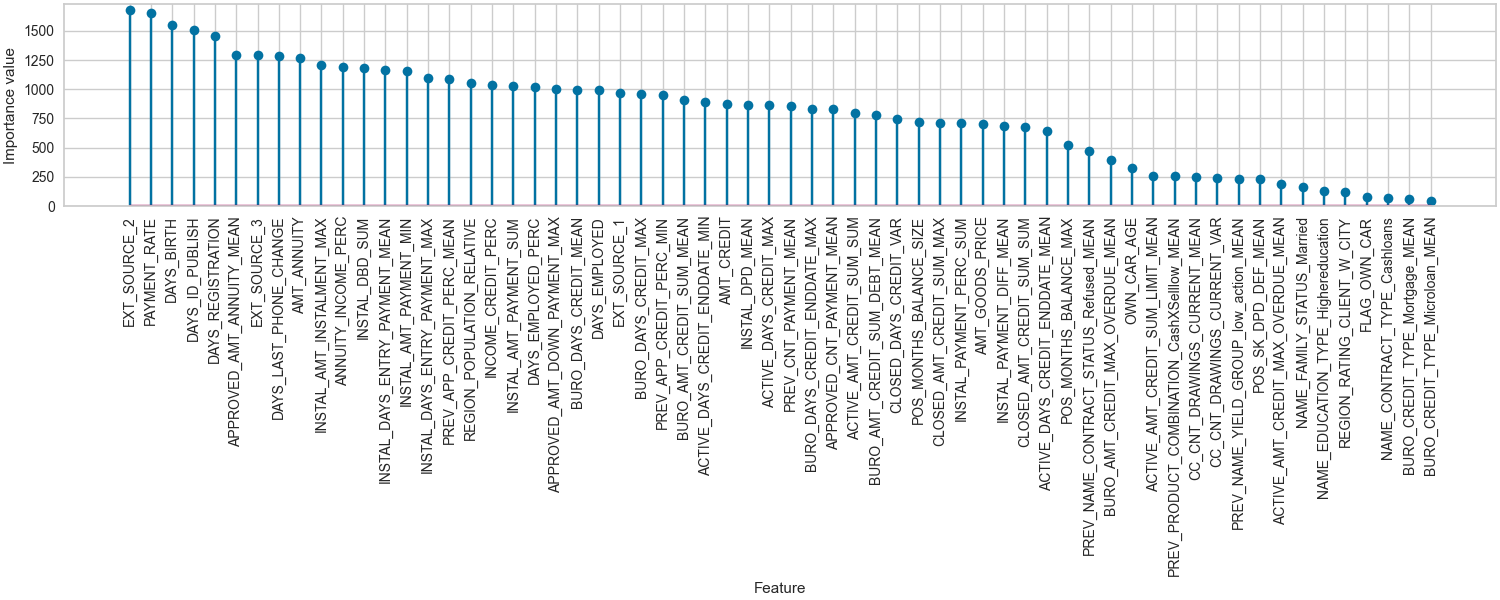 Importance value
1500
1250
1000
750
500
250
0
EXT_SOURCE_2
PAYMENT_RATE
DAYS_BIRTH
DAYS_ID_PUBLISH
DAYS_REGISTRATION
APPROVED_AMT_ANNUITY_MEAN
EXT_SOURCE_3
DAYS_LAST_PHONE_CHANGE
AMT_ANNUITY
INSTAL_AMT_INSTALMENT_MAX
ANNUITY_INCOME_PERC
INSTAL_DBD_SUM
INSTAL_DAYS_ENTRY_PAYMENT_MEAN
INSTAL_AMT_PAYMENT_MIN
INSTAL_DAYS_ENTRY_PAYMENT_MAX
PREV_APP_CREDIT_PERC_MEAN
REGION_POPULATION_RELATIVE
INCOME_CREDIT_PERC
INSTAL_AMT_PAYMENT_SUM
DAYS_EMPLOYED_PERC
APPROVED_AMT_DOWN_PAYMENT_MAX
BURO_DAYS_CREDIT_MEAN
DAYS_EMPLOYED
EXT_SOURCE_1
BURO_DAYS_CREDIT_MAX
PREV_APP_CREDIT_PERC_MIN
BURO_AMT_CREDIT_SUM_MEAN
ACTIVE_DAYS_CREDIT_ENDDATE_MIN
AMT_CREDIT
INSTAL_DPD_MEAN
ACTIVE_DAYS_CREDIT_MAX
PREV_CNT_PAYMENT_MEAN
BURO_DAYS_CREDIT_ENDDATE_MAX
APPROVED_CNT_PAYMENT_MEAN
ACTIVE_AMT_CREDIT_SUM_SUM
BURO_AMT_CREDIT_SUM_DEBT_MEAN
CLOSED_DAYS_CREDIT_VAR
POS_MONTHS_BALANCE_SIZE
CLOSED_AMT_CREDIT_SUM_MAX
INSTAL_PAYMENT_PERC_SUM
AMT_GOODS_PRICE
INSTAL_PAYMENT_DIFF_MEAN
CLOSED_AMT_CREDIT_SUM_SUM
ACTIVE_DAYS_CREDIT_ENDDATE_MEAN
POS_MONTHS_BALANCE_MAX
PREV_NAME_CONTRACT_STATUS_Refused_MEAN
BURO_AMT_CREDIT_MAX_OVERDUE_MEAN
OWN_CAR_AGE
ACTIVE_AMT_CREDIT_SUM_LIMIT_MEAN
PREV_PRODUCT_COMBINATION_CashXSelllow_MEAN
CC_CNT_DRAWINGS_CURRENT_MEAN
CC_CNT_DRAWINGS_CURRENT_VAR
PREV_NAME_YIELD_GROUP_low_action_MEAN
POS_SK_DPD_DEF_MEAN
ACTIVE_AMT_CREDIT_MAX_OVERDUE_MEAN
NAME_FAMILY_STATUS_Married
NAME_EDUCATION_TYPE_Highereducation
REGION_RATING_CLIENT_W_CITY
FLAG_OWN_CAR
NAME_CONTRACT_TYPE_Cashloans
BURO_CREDIT_TYPE_Mortgage_MEAN
BURO_CREDIT_TYPE_Microloan_MEAN
Feature